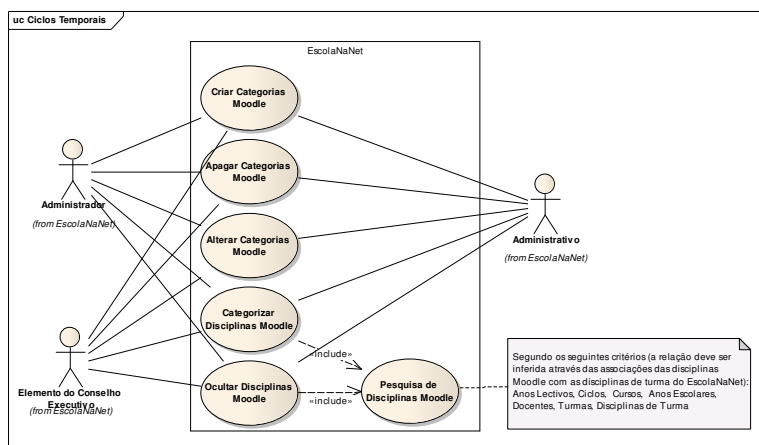 uc Ciclos Temporais
EscolaNaNet
Criar Categorias
Moodle
Apagar Categorias
Moodle
Administrador
(from EscolaNaNet)
Alterar Categorias
Moodle
Administrativo
(from EscolaNaNet)
Categorizar
Disciplinas Moodle
«include»
Elemento do Conselho
Executivo
(from EscolaNaNet)
Ocultar Disciplinas
Moodle
«include»
Pesquisa de
Disciplinas Moodle
Segundo os seguintes critérios (a relação deve ser
inferida através das associações das disciplinas
Moodle com as disciplinas de turma do EscolaNaNet):
Anos Lectivos, Ciclos, Cursos, Anos Escolares,
Docentes, Turmas, Disciplinas de Turma